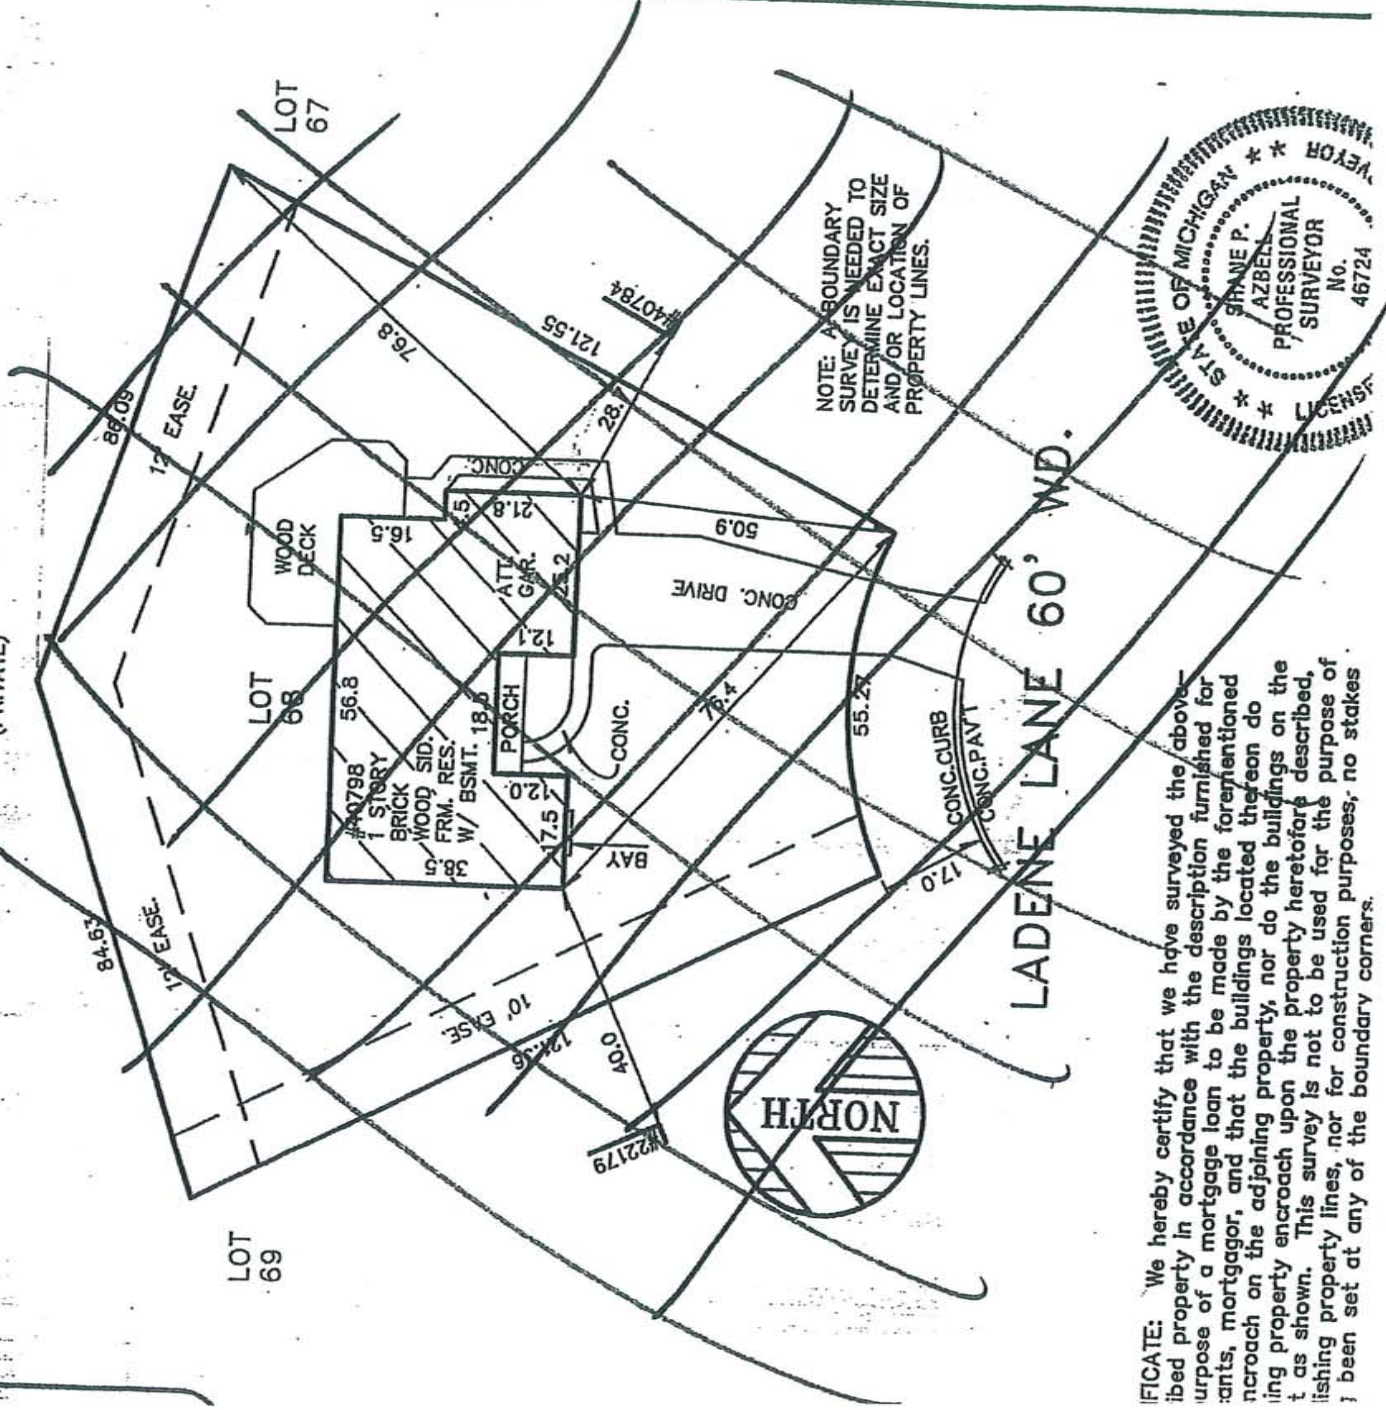 LOT
67
86.09
12' EASE.
76.8
121.55
#40784
28.
NOTE: A BOUNDARY
SURVEY IS NEEDED TO
DETERMINE EXACT SIZE
AND/OR LOCATION OF
PROPERTY LINES.
WOOD
DECK
CONC.
16.5
21.8
ATT.
GAR.
25.2
12.1
50.9
CONC. DRIVE
LOT
68
56.8
#40798
1 STORY
BRICK
WOOD SID.
FRM. RES.
W/ BSMT.
38.5
PORCH
12.0
17.5
BAY
CONC.
76.4
55.27
CONC.CURB
CONC.PAV'T
17.0
84.63
12' EASE.
10' EASE.
40.0
#22179
LOT
69
NORTH
LADENE LANE 60' WD.
STATE OF MICHIGAN
SHANE P.
AZBELL
PROFESSIONAL
SURVEYOR
No.
46724
LICENSE
VEYOR
IFICATE: We hereby certify that we have surveyed the above-
ibed property in accordance with the description furnished for
urpose of a mortgage loan to be made by the forementioned
cants, mortgagor, and that the buildings located thereon do
ncroach on the adjoining property, nor do the buildings on the
ing property encroach upon the property heretofore described,
t as shown. This survey is not to be used for the purpose of
lishing property lines, nor for construction purposes, no stakes
been set at any of the boundary corners.